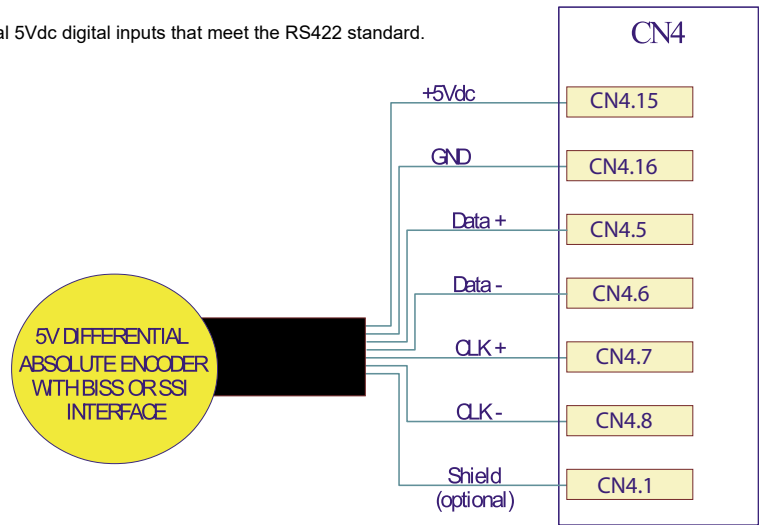 al 5Vdc digital inputs that meet the RS422 standard.
CN4
+5Vdc
CN4.15
GND
CN4.16
Data +
CN4.5
Data -
CN4.6
CLK +
CN4.7
CLK -
CN4.8
Shield
(optional)
CN4.1
5V DIFFERENTIAL
ABSOLUTE ENCODER
WITH BISS OR SSI
INTERFACE